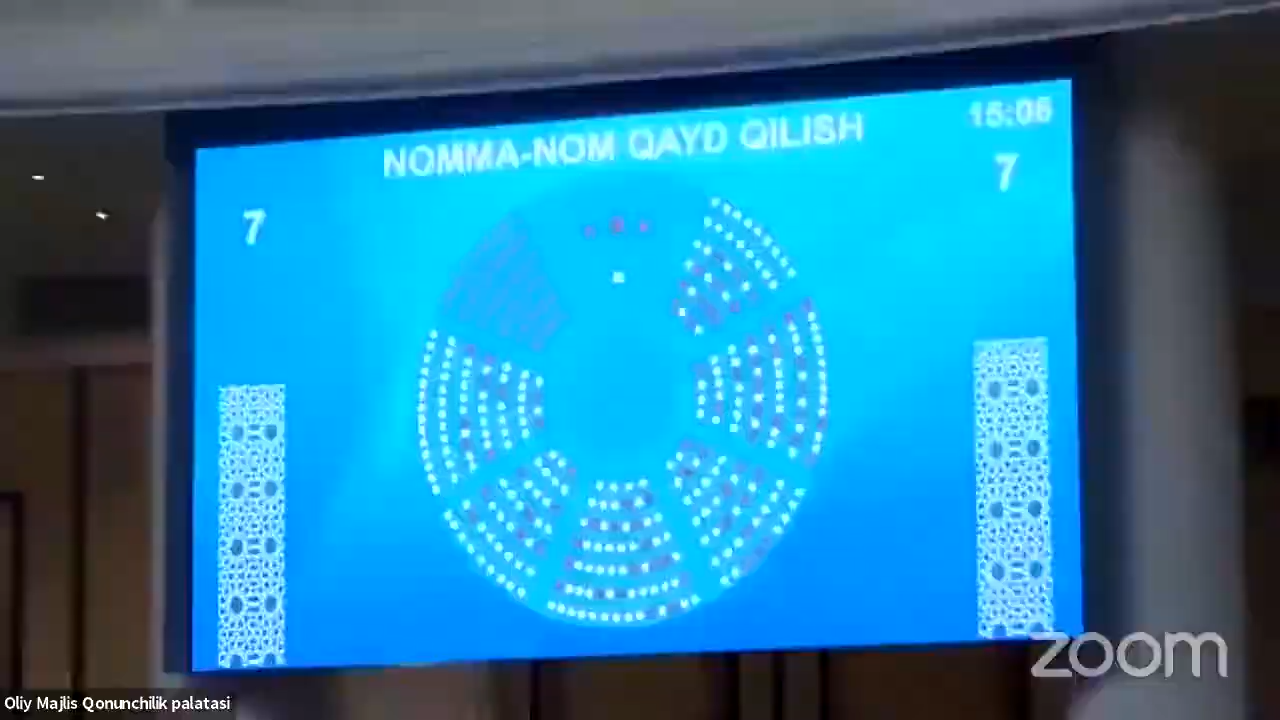 15:06
NOMMA-NOM QAYD QILISH
7
7
zoom
Oliy Majlis Qonunchilik palatasi